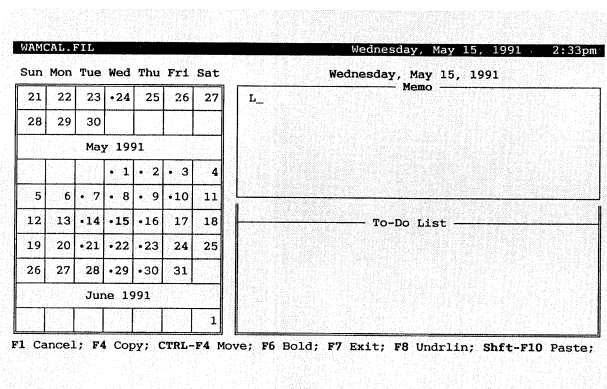 WAMCAL.FIL Wednesday, May 15, 1991 2:33pm
Sun Mon Tue Wed Thu Fri Sat
21 22 23 •24 25 26 27
28 29 30
May 1991
• 1 • 2 • 3 4
5 6 • 7 • 8 • 9 •10 11
12 13 •14 •15 •16 17 18
19 20 •21 •22 •23 24 25
26 27 28 •29 •30 31
June 1991
1
Wednesday, May 15, 1991
Memo
L_
To-Do List
F1 Cancel; F4 Copy; CTRL-F4 Move; F6 Bold; F7 Exit; F8 Undrlin; Shft-F10 Paste;